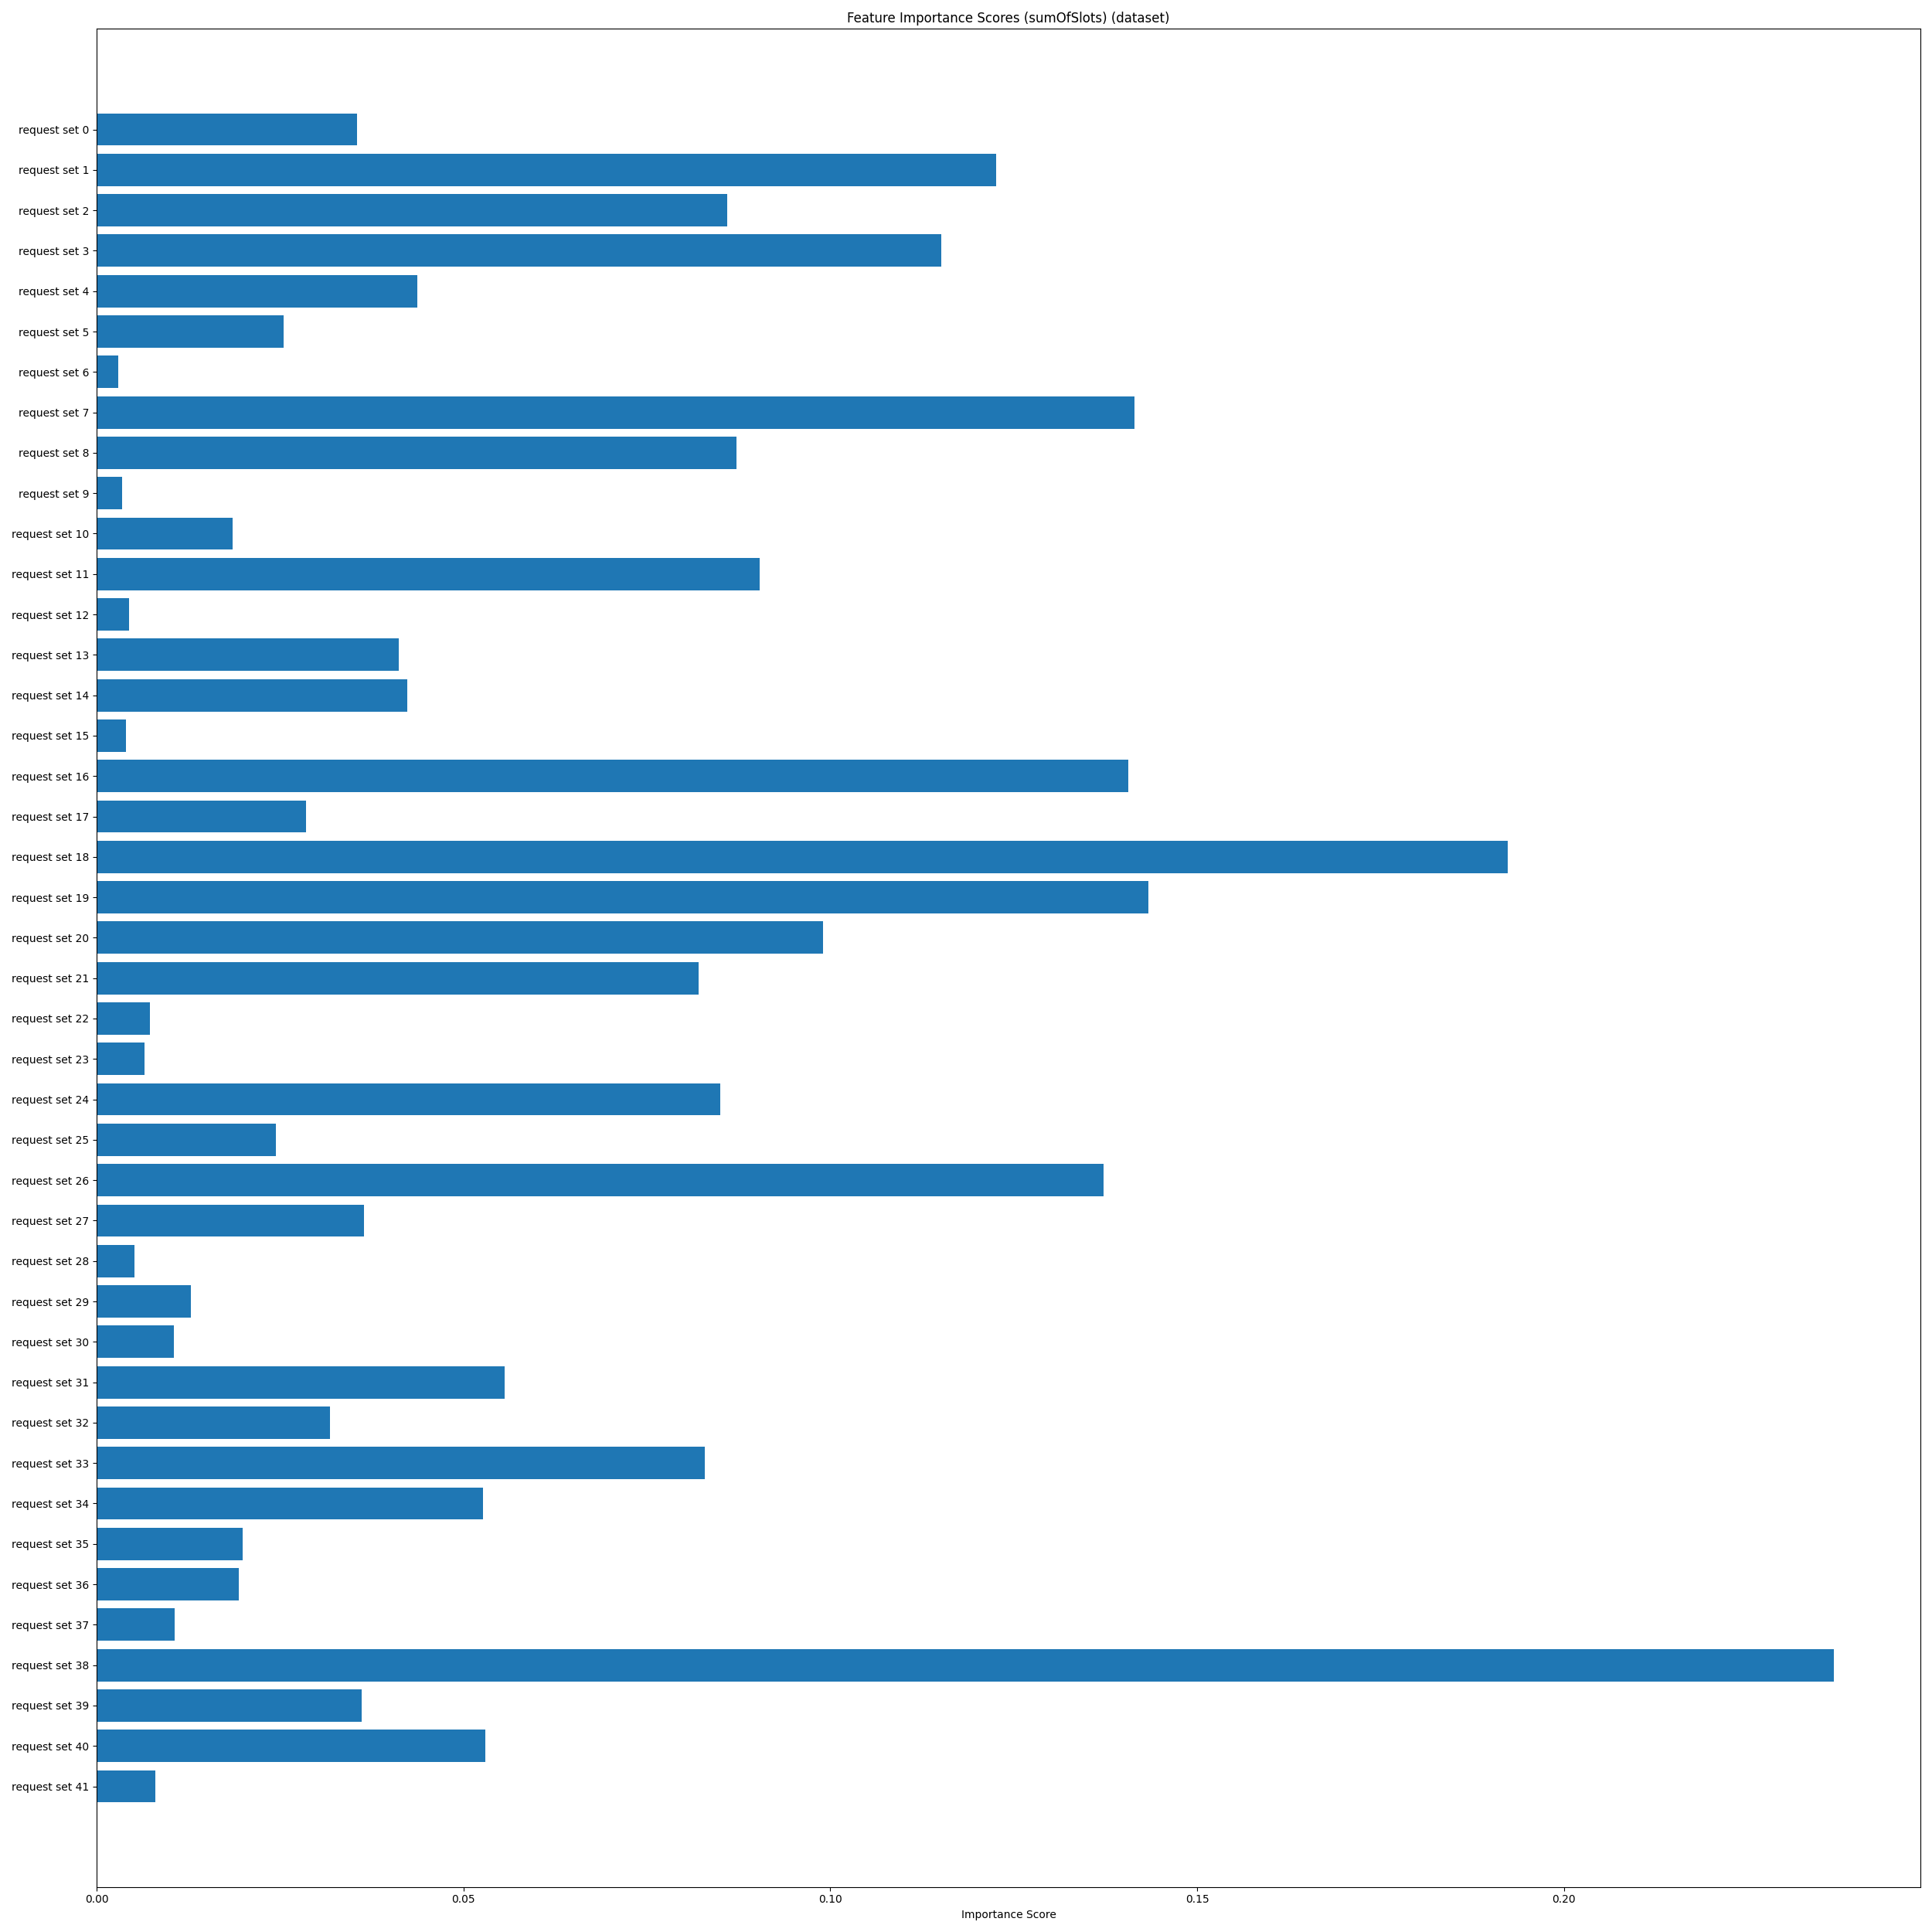 Feature Importance Scores (sumOfSlots) (dataset)
request set 0
request set 1
request set 2
request set 3
request set 4
request set 5
request set 6
request set 7
request set 8
request set 9
request set 10
request set 11
request set 12
request set 13
request set 14
request set 15
request set 16
request set 17
request set 18
request set 19
request set 20
request set 21
request set 22
request set 23
request set 24
request set 25
request set 26
request set 27
request set 28
request set 29
request set 30
request set 31
request set 32
request set 33
request set 34
request set 35
request set 36
request set 37
request set 38
request set 39
request set 40
request set 41
0.00 0.05 0.10 0.15 0.20
Importance Score